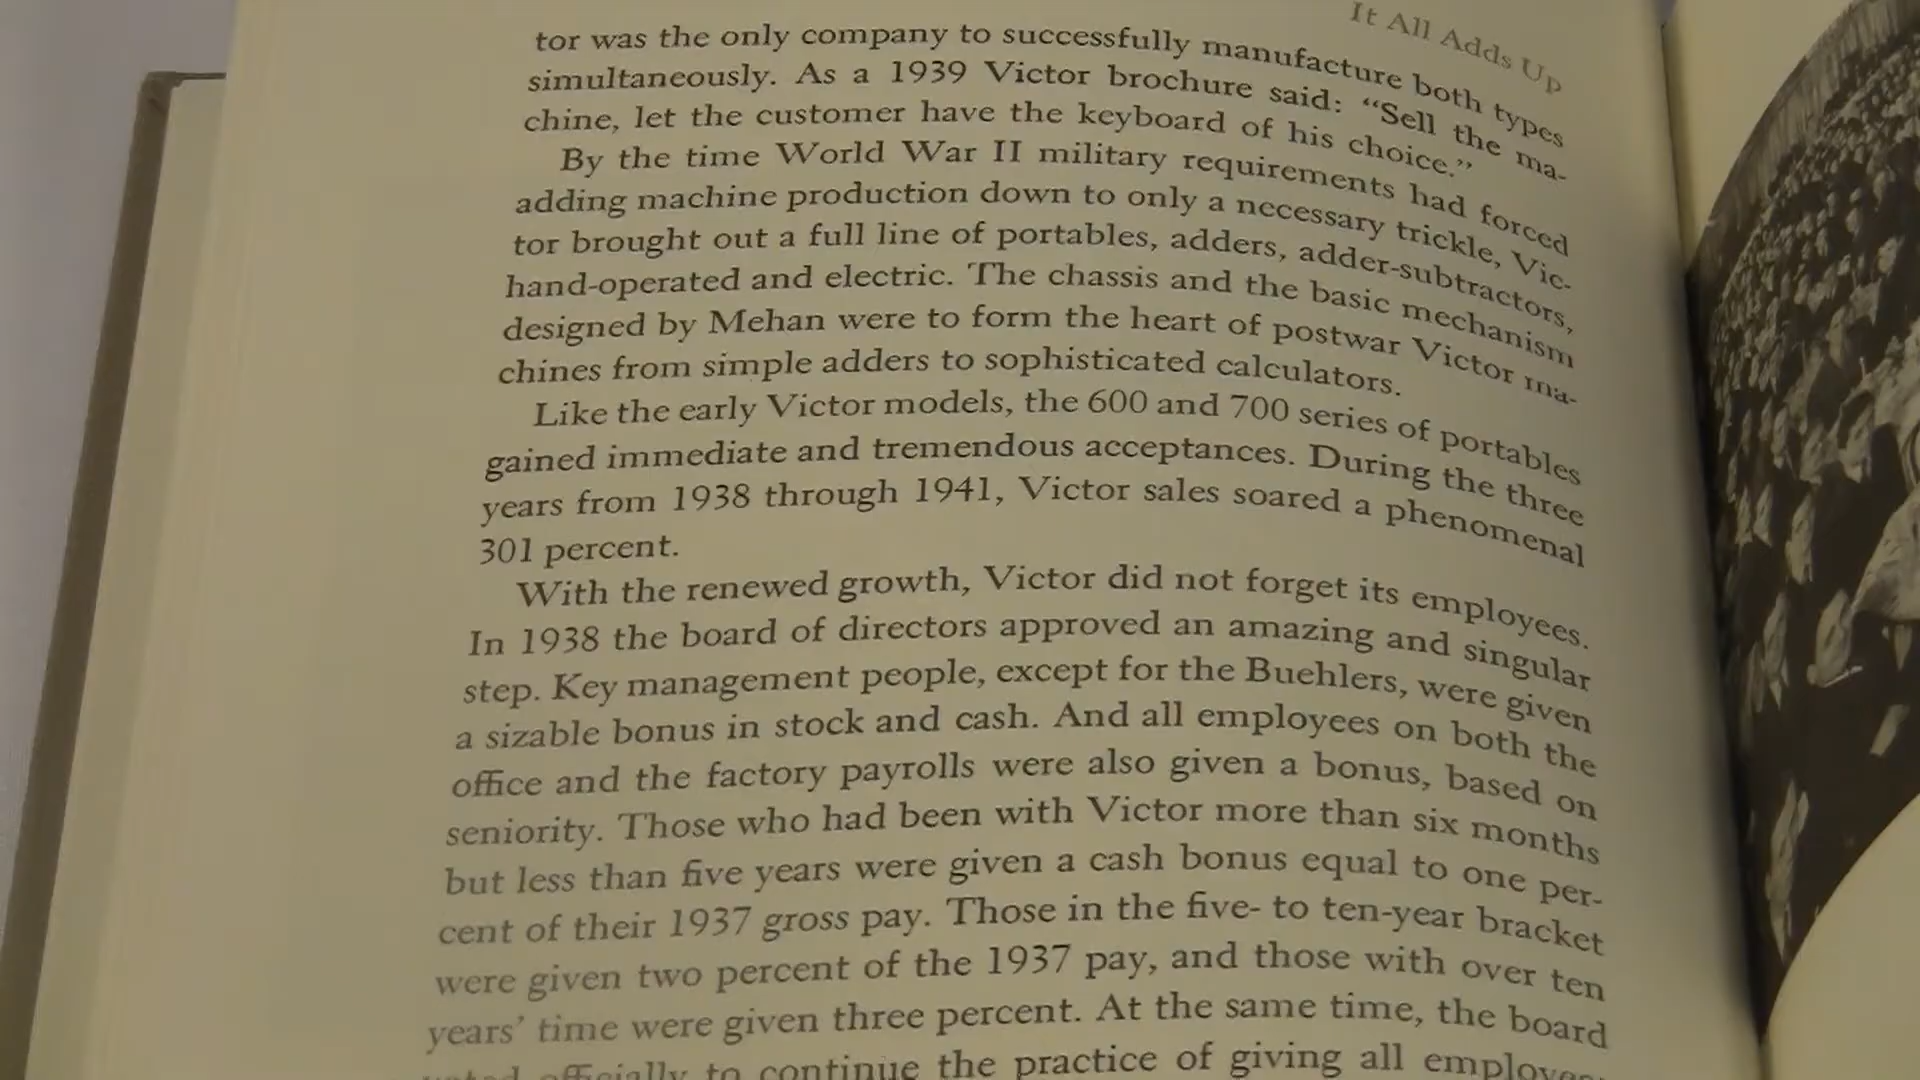 It All Adds Up
tor was the only company to successfully manufacture both types
simultaneously. As a 1939 Victor brochure said: “Sell the ma-
chine, let the customer have the keyboard of his choice.”
By the time World War II military requirements had forced
adding machine production down to only a necessary trickle, Vic-
tor brought out a full line of portables, adders, adder-subtractors,
hand-operated and electric. The chassis and the basic mechanism
designed by Mehan were to form the heart of postwar Victor ma-
chines from simple adders to sophisticated calculators.
Like the early Victor models, the 600 and 700 series of portables
gained immediate and tremendous acceptances. During the three
years from 1938 through 1941, Victor sales soared a phenomenal
301 percent.
With the renewed growth, Victor did not forget its employees.
In 1938 the board of directors approved an amazing and singular
step. Key management people, except for the Buehlers, were given
a sizable bonus in stock and cash. And all employees on both the
office and the factory payrolls were also given a bonus, based on
seniority. Those who had been with Victor more than six months
but less than five years were given a cash bonus equal to one per-
cent of their 1937 gross pay. Those in the five- to ten-year bracket
were given two percent of the 1937 pay, and those with over ten
years’ time were given three percent. At the same time, the board
officially to continue the practice of giving all